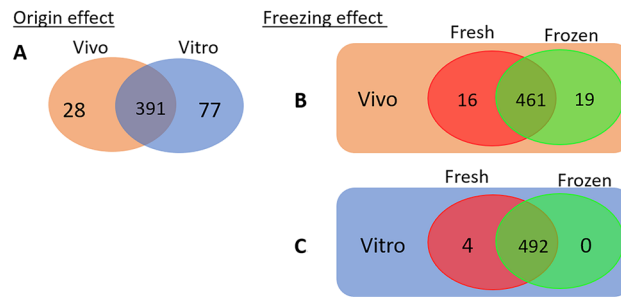 Origin effect
A
Vivo
Vitro
28
391
77
Freezing effect
Fresh
Frozen
B
Vivo
16
461
19
Fresh
Frozen
C
Vitro
4
492
0